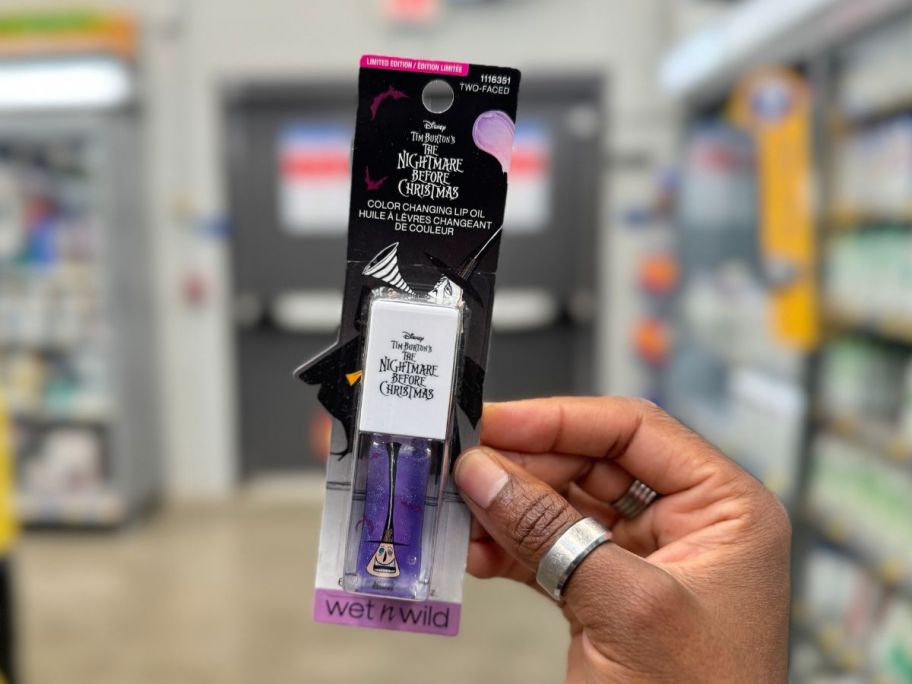 LIMITED EDITION / ÉDITION LIMITÉE
1116351
TWO-FACED
Disney
TIM BURTON'S
THE
NIGHTMARE
BEFORE
CHRISTMAS
COLOR CHANGING LIP OIL
HUILE À LÈVRES CHANGEANT
DE COULEUR
Disney
TIM BURTON'S
THE
NIGHTMARE
BEFORE
CHRISTMAS
wet n wild